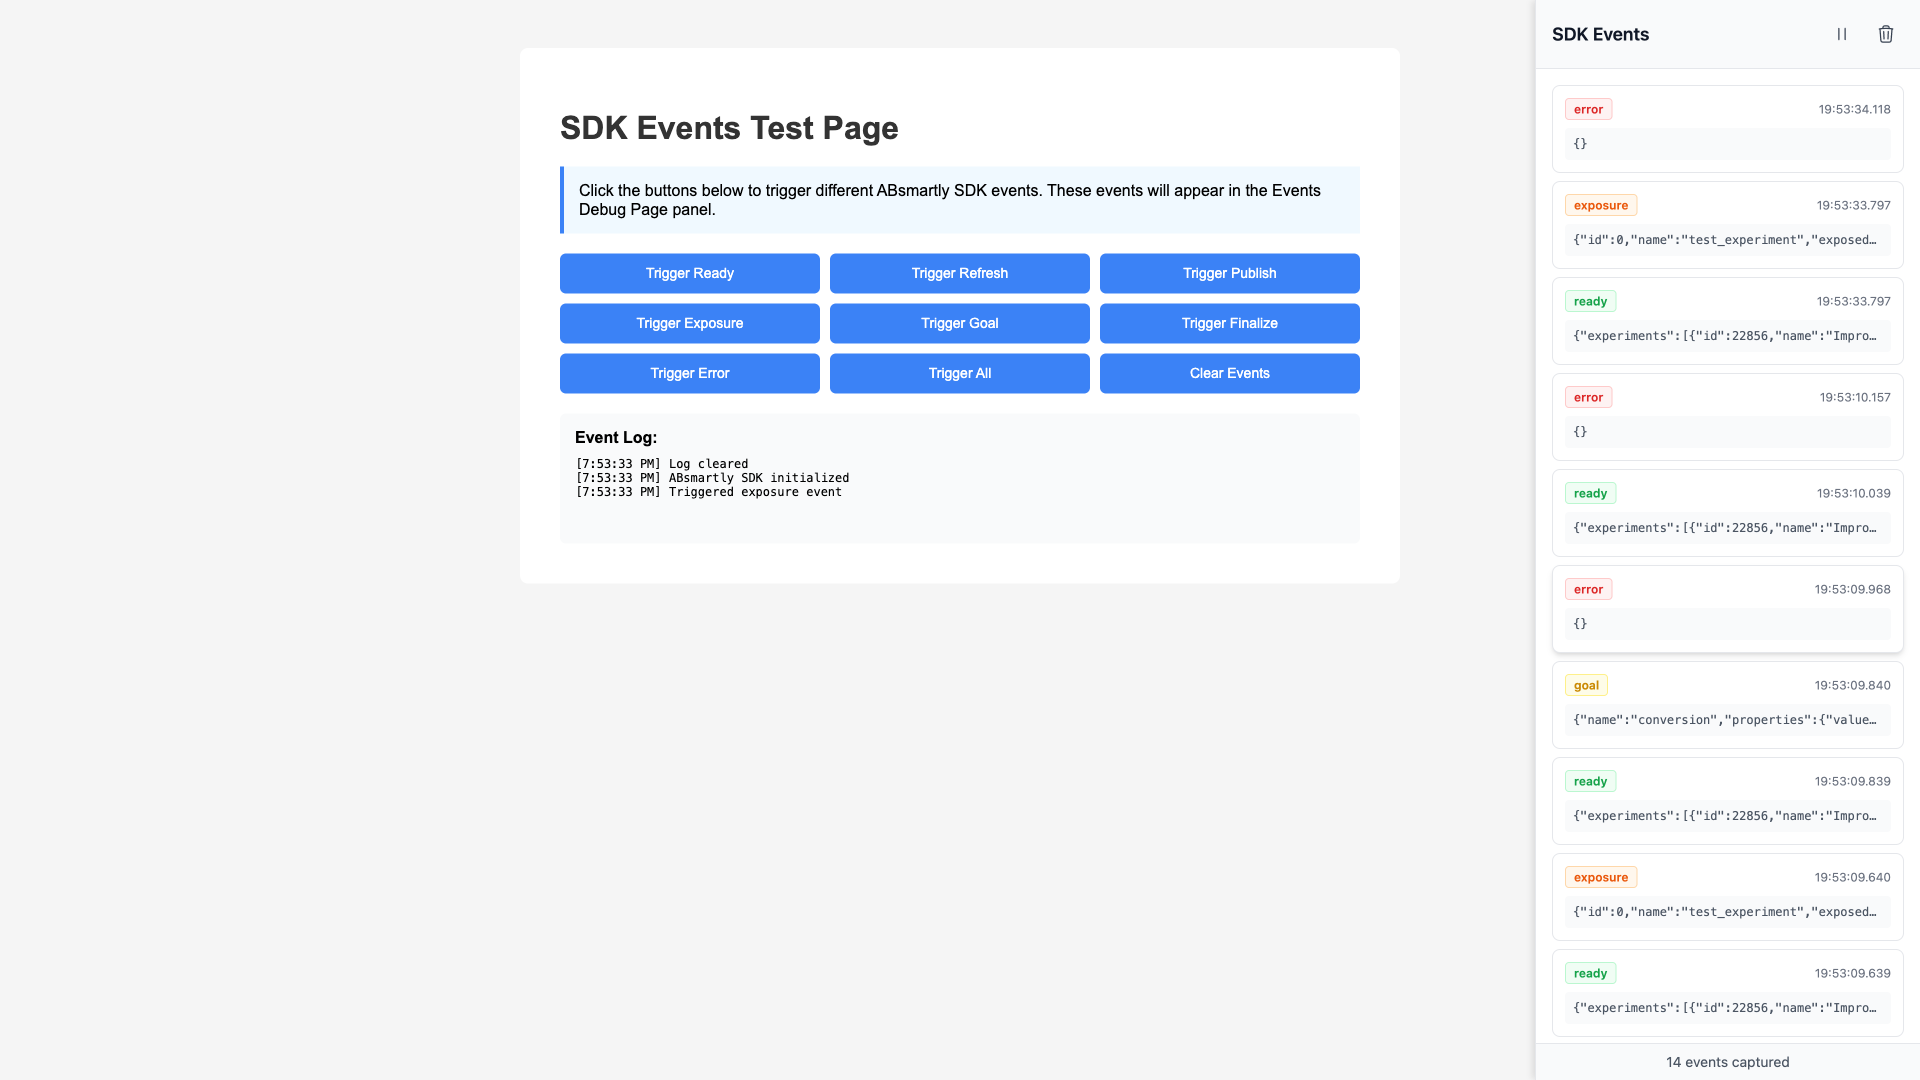 SDK Events Test Page
Click the buttons below to trigger different ABsmartly SDK events. These events will appear in the Events
Debug Page panel.
Trigger Ready
Trigger Refresh
Trigger Publish
Trigger Exposure
Trigger Goal
Trigger Finalize
Trigger Error
Trigger All
Clear Events
Event Log:
[7:53:33 PM] Log cleared
[7:53:33 PM] ABsmartly SDK initialized
[7:53:33 PM] Triggered exposure event
SDK Events
error 19:53:34.118
{}
exposure 19:53:33.797
{"id":0,"name":"test_experiment","exposed…
ready 19:53:33.797
{"experiments":[{"id":22856,"name":"Impro…
error 19:53:10.157
{}
ready 19:53:10.039
{"experiments":[{"id":22856,"name":"Impro…
error 19:53:09.968
{}
goal 19:53:09.840
{"name":"conversion","properties":{"value…
ready 19:53:09.839
{"experiments":[{"id":22856,"name":"Impro…
exposure 19:53:09.640
{"id":0,"name":"test_experiment","exposed…
ready 19:53:09.639
{"experiments":[{"id":22856,"name":"Impro…
14 events captured